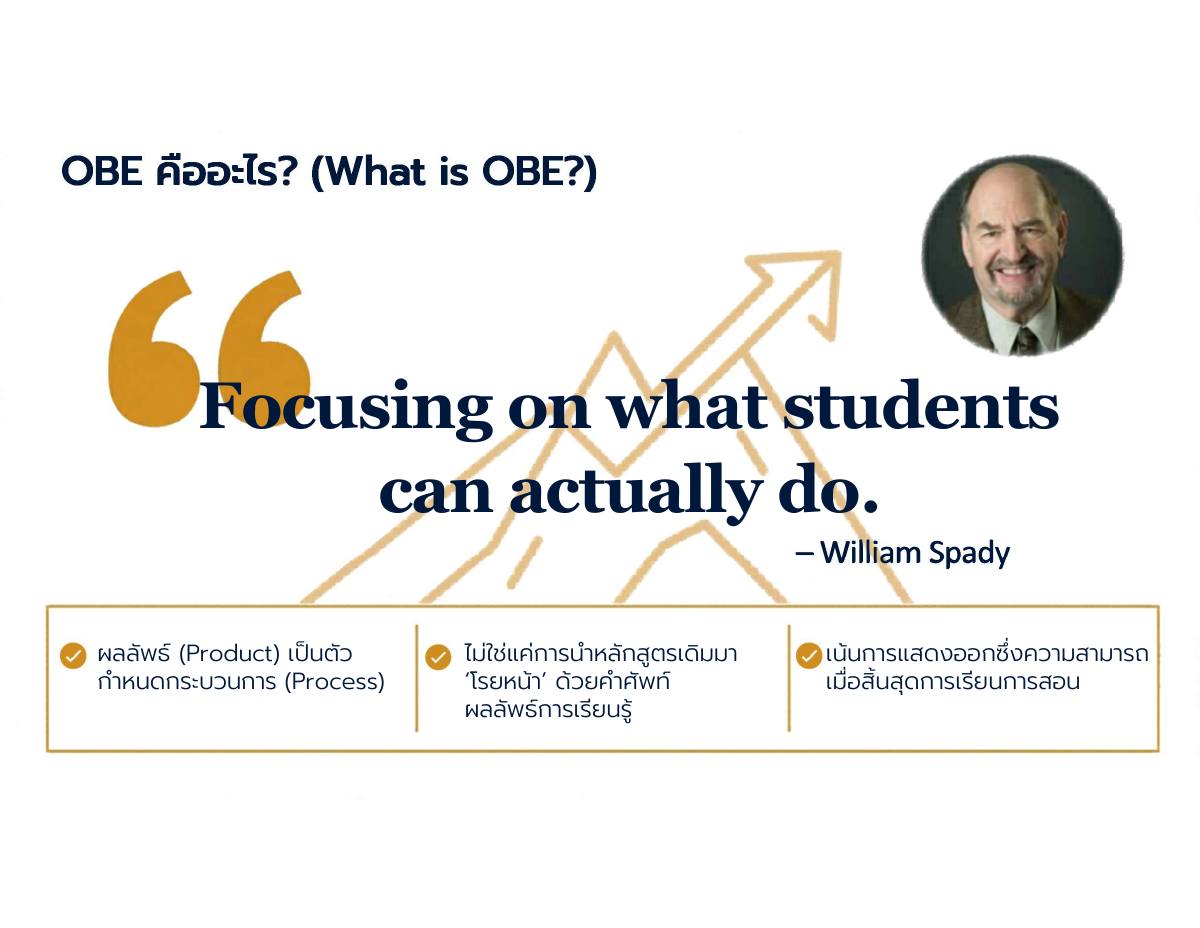 OBE คืออะไร? (What is OBE?)
“
Focusing on what students
can actually do.
– William Spady
ผลลัพธ์ (Product) เป็นตัว
กำหนดกระบวนการ (Process)
ไม่ใช่แค่การนำหลักสูตรเดิมมา
‘โรยหน้า’ ด้วยคำศัพท์
ผลลัพธ์การเรียนรู้
เน้นการแสดงออกซึ่งความสามารถ
เมื่อสิ้นสุดการเรียนการสอน